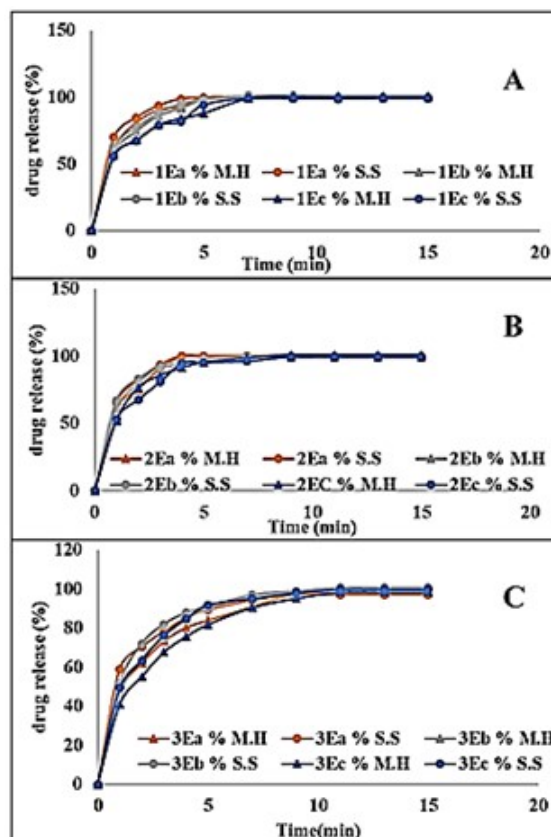 150
A
100
drug release (%)
50
1Ea % M.H 1Ea % S.S 1Eb % M.H
1Eb % S.S 1Ec % M.H 1Ec % S.S
0
0 5 10 15 20
Time (min)
150
B
100
drug release (%)
50
2Ea % M.H 2Ea % S.S 2Eb % M.H
2Eb % S.S 2EC % M.H 2Ec % S.S
0
0 5 10 15 20
Time (min)
120
C
100
80
drug release (%)
60
40
3Ea % M.H 3Ea % S.S 3Eb % M.H
20
3Eb % S.S 3Ec % M.H 3Ec % S.S
0
0 5 10 15 20
Time(min)